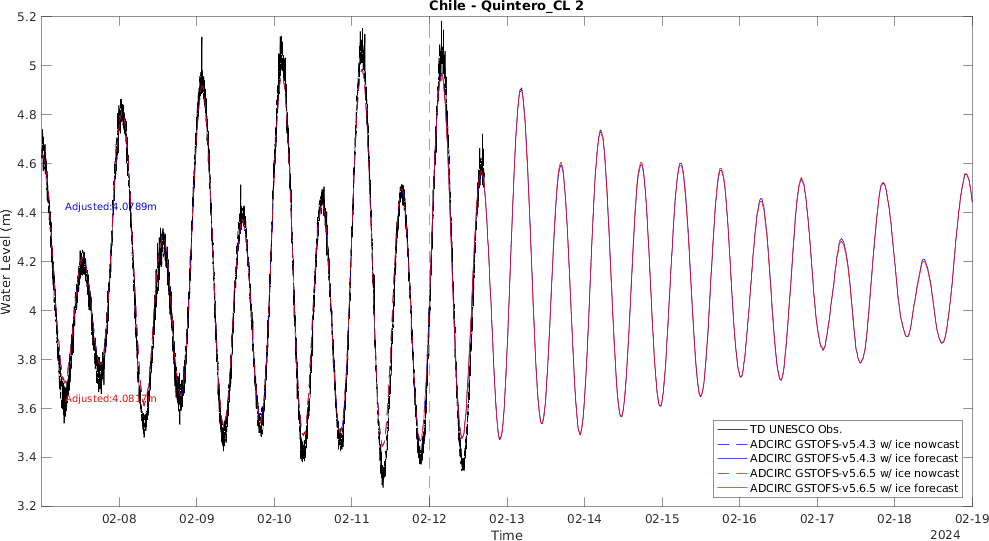 Chile - Quintero_CL 2
5.2
5
4.8
4.6
4.4
4.2
4
3.8
3.6
3.4
3.2
Water Level (m)
Adjusted:4.0789m
Adjusted:4.0817m
TD UNESCO Obs.
ADCIRC GSTOFS-v5.4.3 w/ ice nowcast
ADCIRC GSTOFS-v5.4.3 w/ ice forecast
ADCIRC GSTOFS-v5.6.5 w/ ice nowcast
ADCIRC GSTOFS-v5.6.5 w/ ice forecast
02-08 02-09 02-10 02-11 02-12 02-13 02-14 02-15 02-16 02-17 02-18 02-19
Time
2024